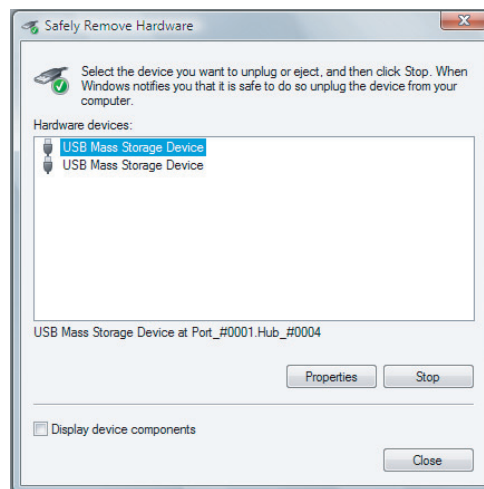 Safely Remove Hardware
Select the device you want to unplug or eject, and then click Stop. When
Windows notifies you that it is safe to do so unplug the device from your
computer.
Hardware devices:
USB Mass Storage Device
USB Mass Storage Device
USB Mass Storage Device at Port_#0001.Hub_#0004
Properties Stop
Display device components
Close